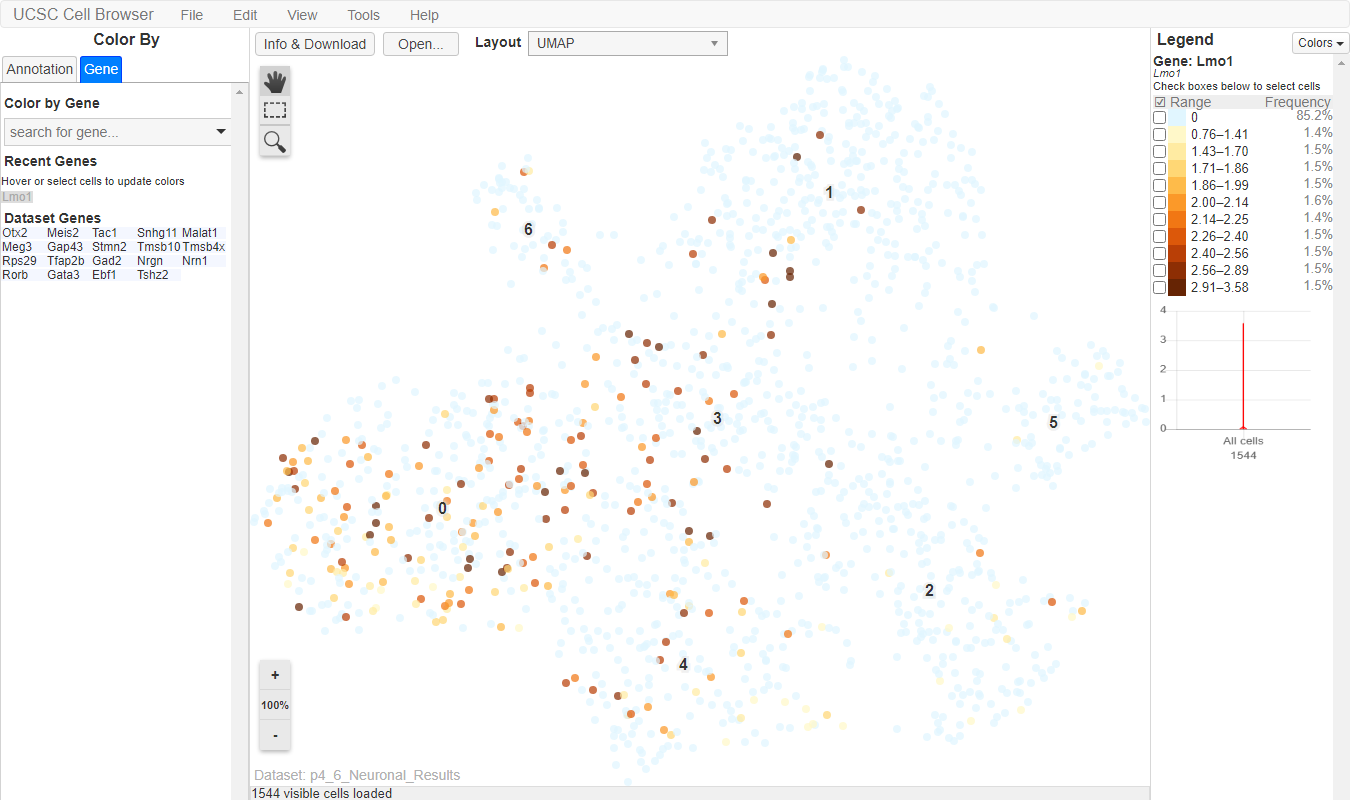 UCSC Cell Browser File Edit View Tools Help
Color By
Annotation Gene
Color by Gene
search for gene...
Recent Genes
Hover or select cells to update colors
Lmo1
Dataset Genes
Otx2 Meis2 Tac1 Snhg11 Malat1
Meg3 Gap43 Stmn2 Tmsb10 Tmsb4x
Rps29 Tfap2b Gad2 Nrgn Nrn1
Rorb Gata3 Ebf1 Tshz2
Info & Download Open... Layout UMAP
1
6
3
5
0
2
4
+
100%
-
Dataset: p4_6_Neuronal_Results
1544 visible cells loaded
Legend Colors
Gene: Lmo1
Lmo1
Check boxes below to select cells
Range Frequency
0 85.2%
0.76–1.41 1.4%
1.43–1.70 1.5%
1.71–1.86 1.5%
1.86–1.99 1.5%
2.00–2.14 1.6%
2.14–2.25 1.4%
2.26–2.40 1.5%
2.40–2.56 1.5%
2.56–2.89 1.5%
2.91–3.58 1.5%
4
3
2
1
0
All cells
1544